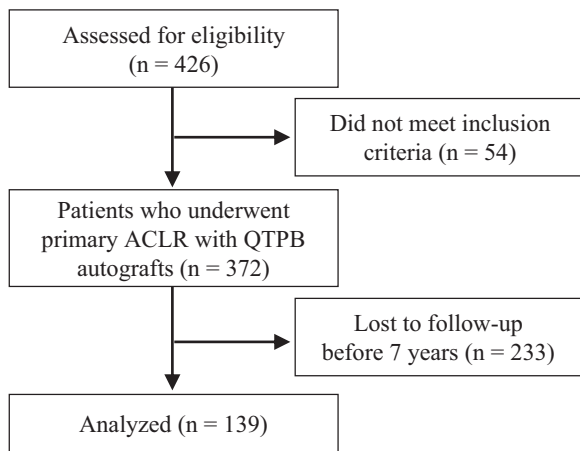 Assessed for eligibility
(n = 426)
Did not meet inclusion
criteria (n = 54)
Patients who underwent
primary ACLR with QTPB
autografts (n = 372)
Lost to follow-up
before 7 years (n = 233)
Analyzed (n = 139)